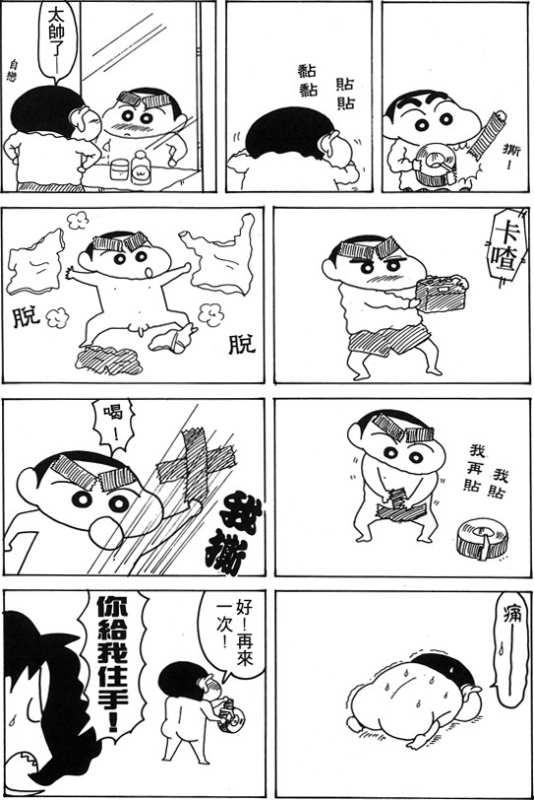 撕！
貼貼
黏黏
太帥了—
自戀
卡喳
脫
脫
我貼
我再貼
喝！
我撕
痛——
好！再來
一次！
你給我住手！